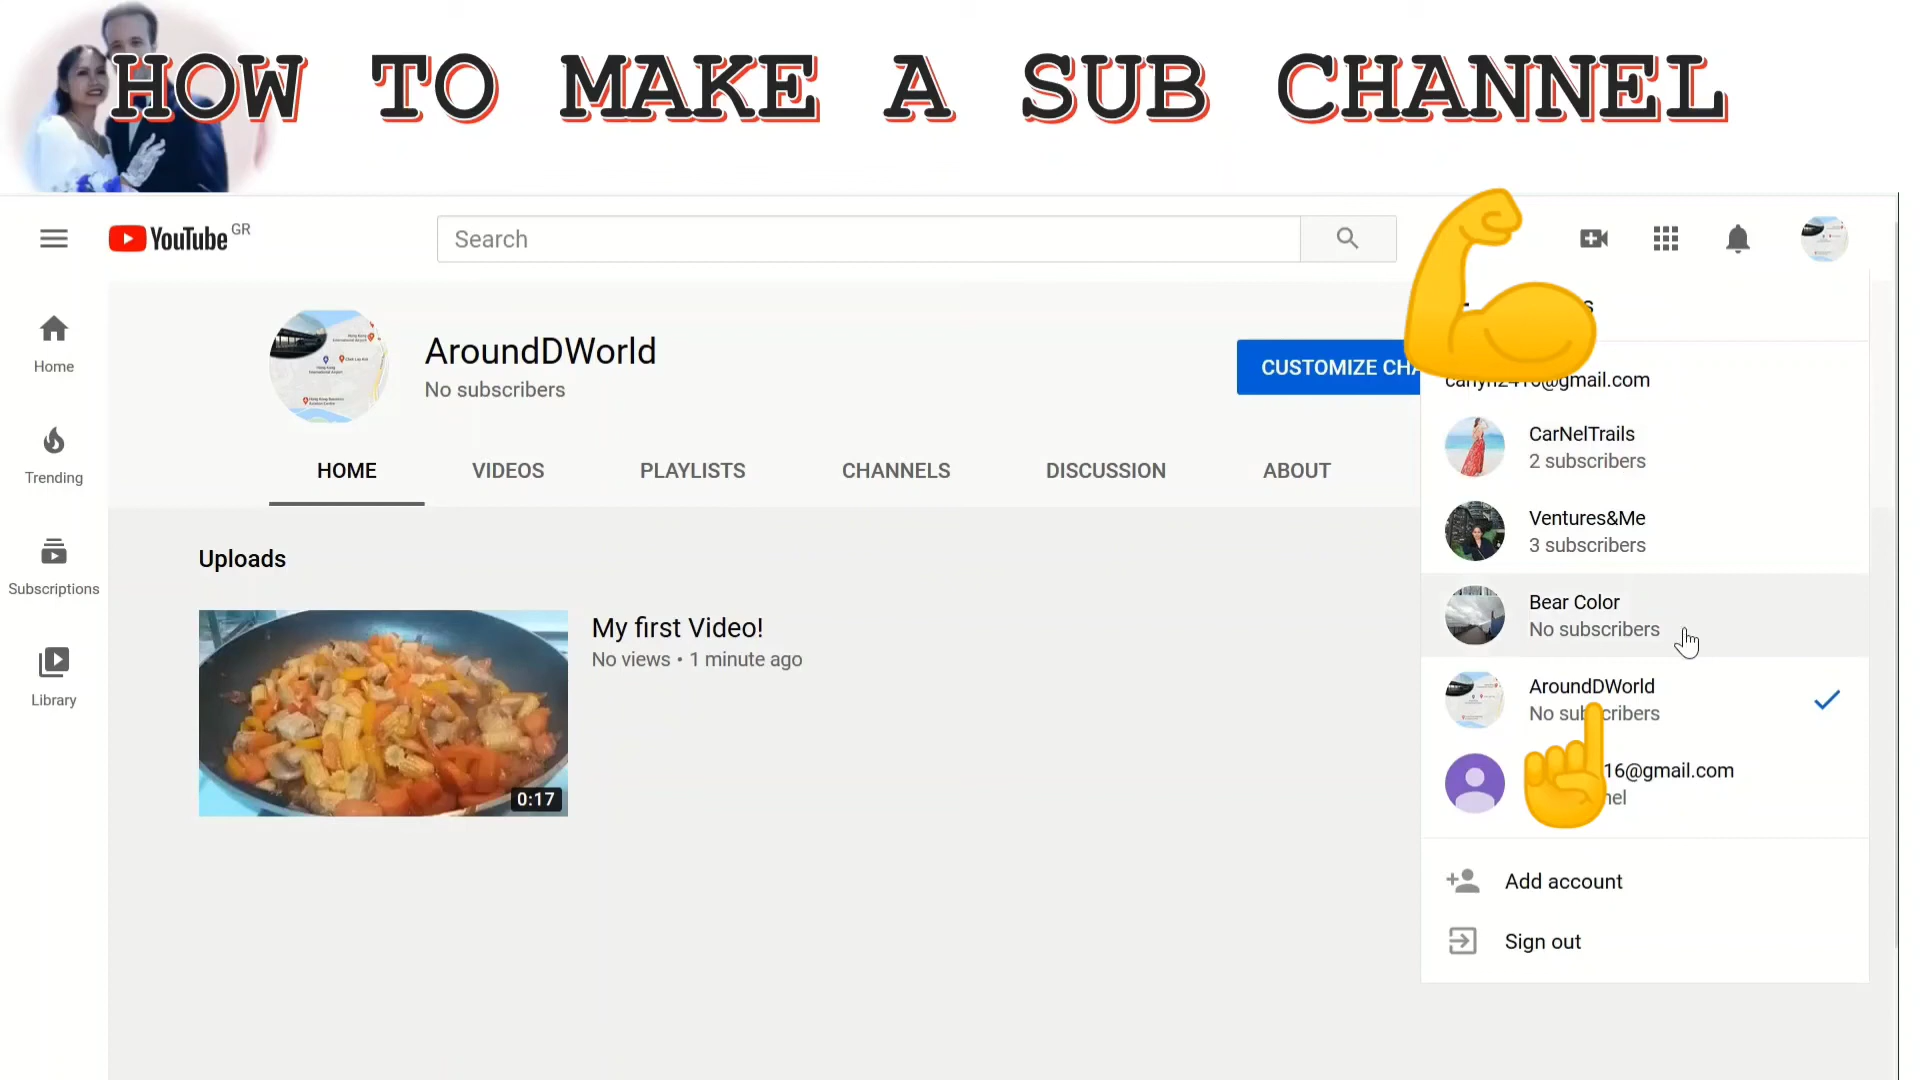 HOW TO MAKE A SUB CHANNEL
YouTube GR
Search
Home
Trending
Subscriptions
Library
AroundDWorld
No subscribers
CUSTOMIZE
HOME VIDEOS PLAYLISTS CHANNELS DISCUSSION ABOUT
Uploads
My first Video!
No views • 1 minute ago
0:17
@gmail.com
CarNelTrails
2 subscribers
Ventures&Me
3 subscribers
Bear Color
No subscribers
AroundDWorld
No subscribers
16@gmail.com
Add account
Sign out